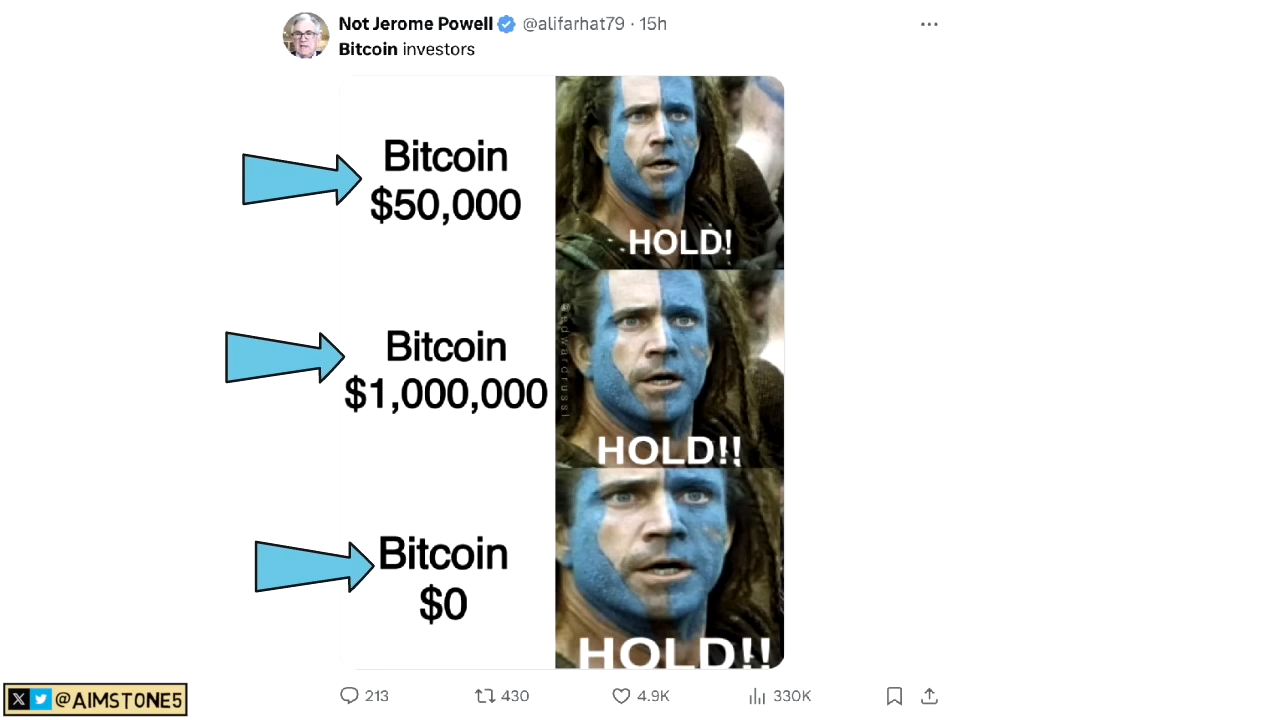 Not Jerome Powell @alifarhat79 · 15h
Bitcoin investors
Bitcoin
$50,000
HOLD!
Bitcoin
$1,000,000
@edwardrussl
HOLD!!
Bitcoin
$0
HOLD!!
213 430 4.9K 330K
@AIMSTONE5